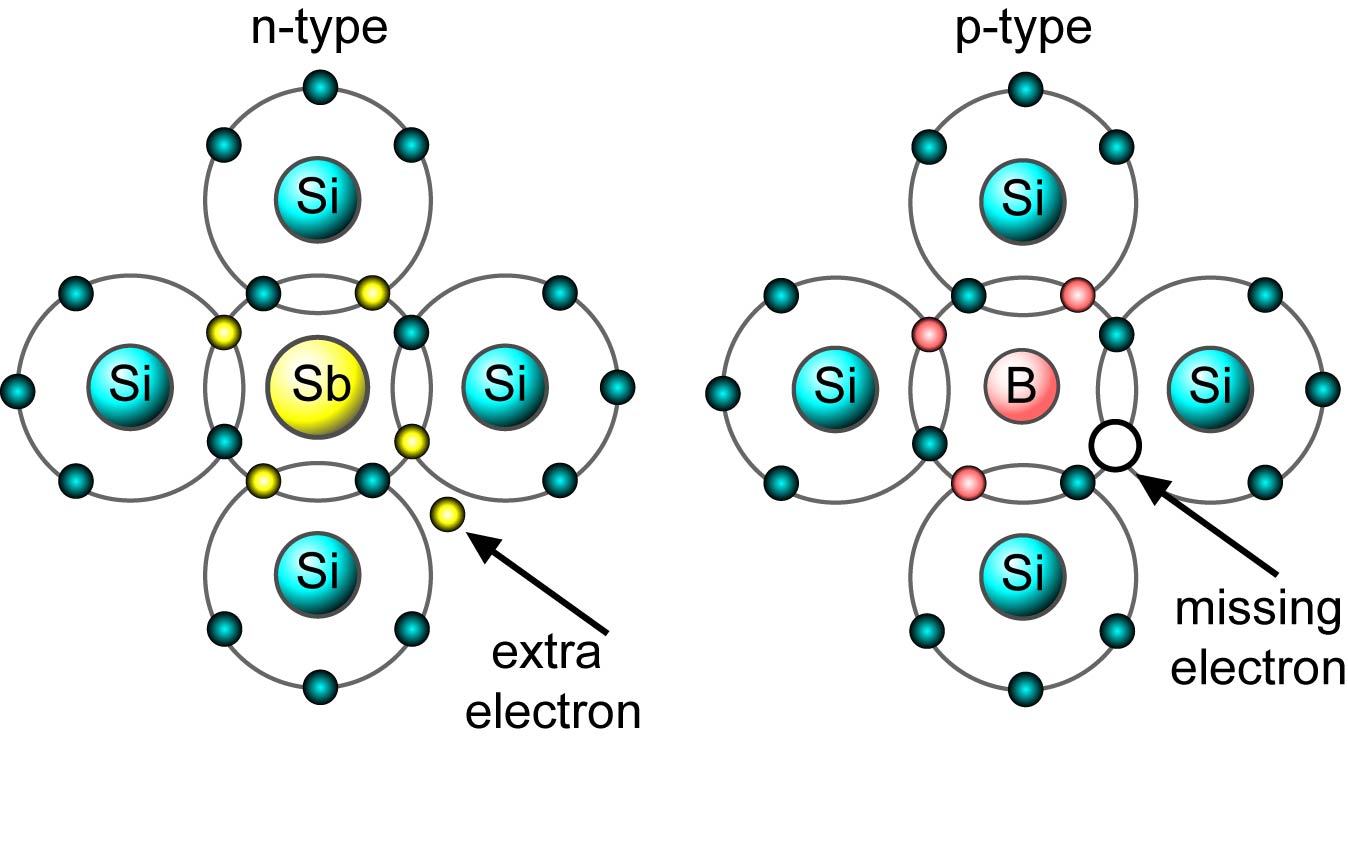 n-type
Si
Si
Sb
Si
Si
extra
electron
p-type
Si
Si
B
Si
Si
missing
electron